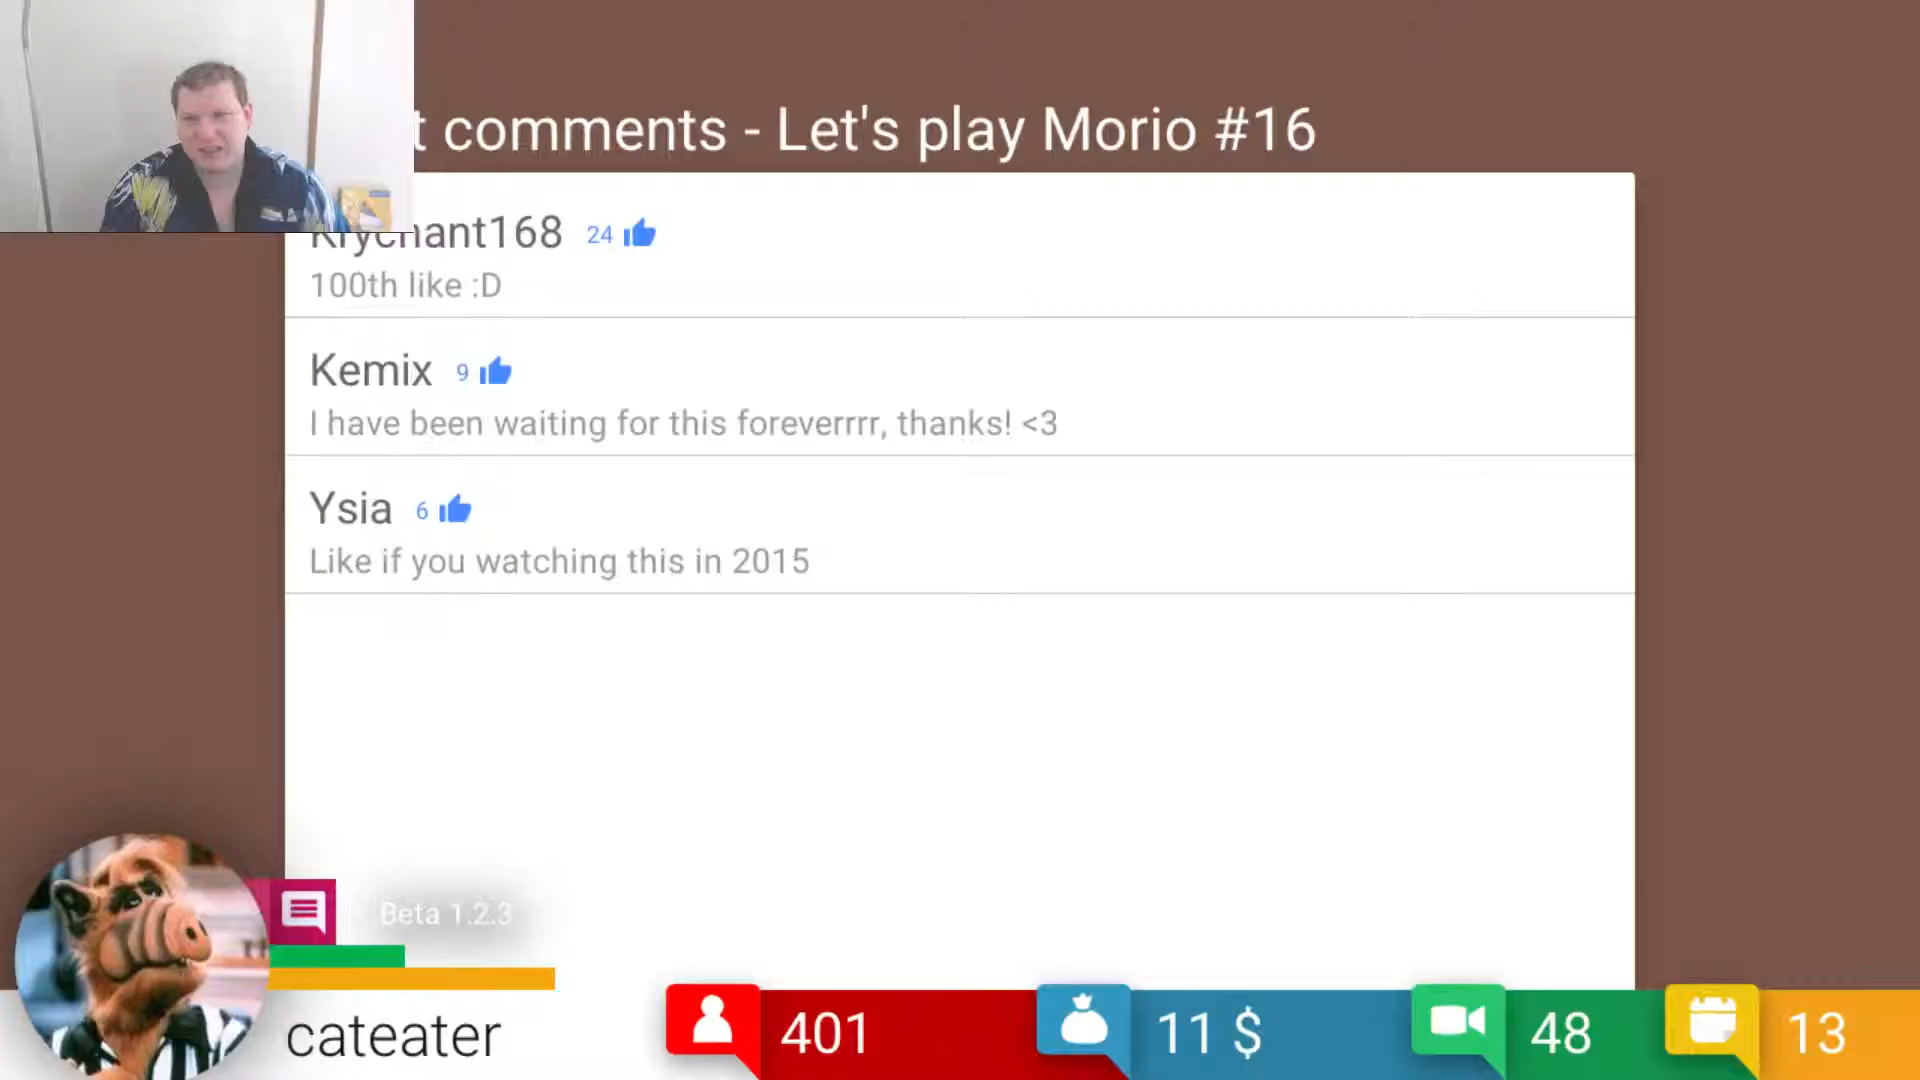 t comments - Let's play Morio #16
Krychant168 24
100th like :D
Kemix 9
I have been waiting for this foreverrrr, thanks! <3
Ysia 6
Like if you watching this in 2015
Beta 1.2.3
cateater
401
11 $
48
13